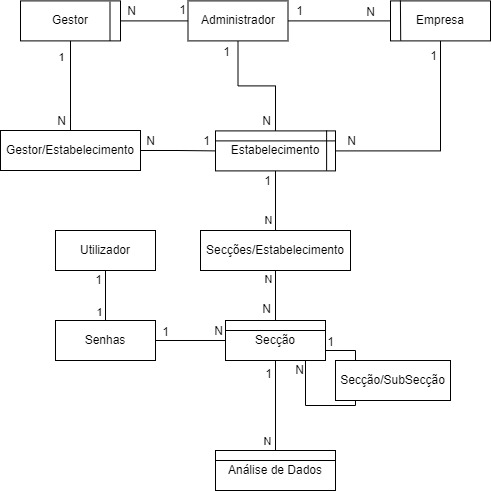 Gestor
N
1
Administrador
1
N
Empresa
1
1
1
N
N
N
Gestor/Estabelecimento
N
1
Estabelecimento
N
1
N
Utilizador
Secções/Estabelecimento
1
N
1
N
Senhas
1
N
Secção
1
1
N
Secção/SubSecção
N
Análise de Dados